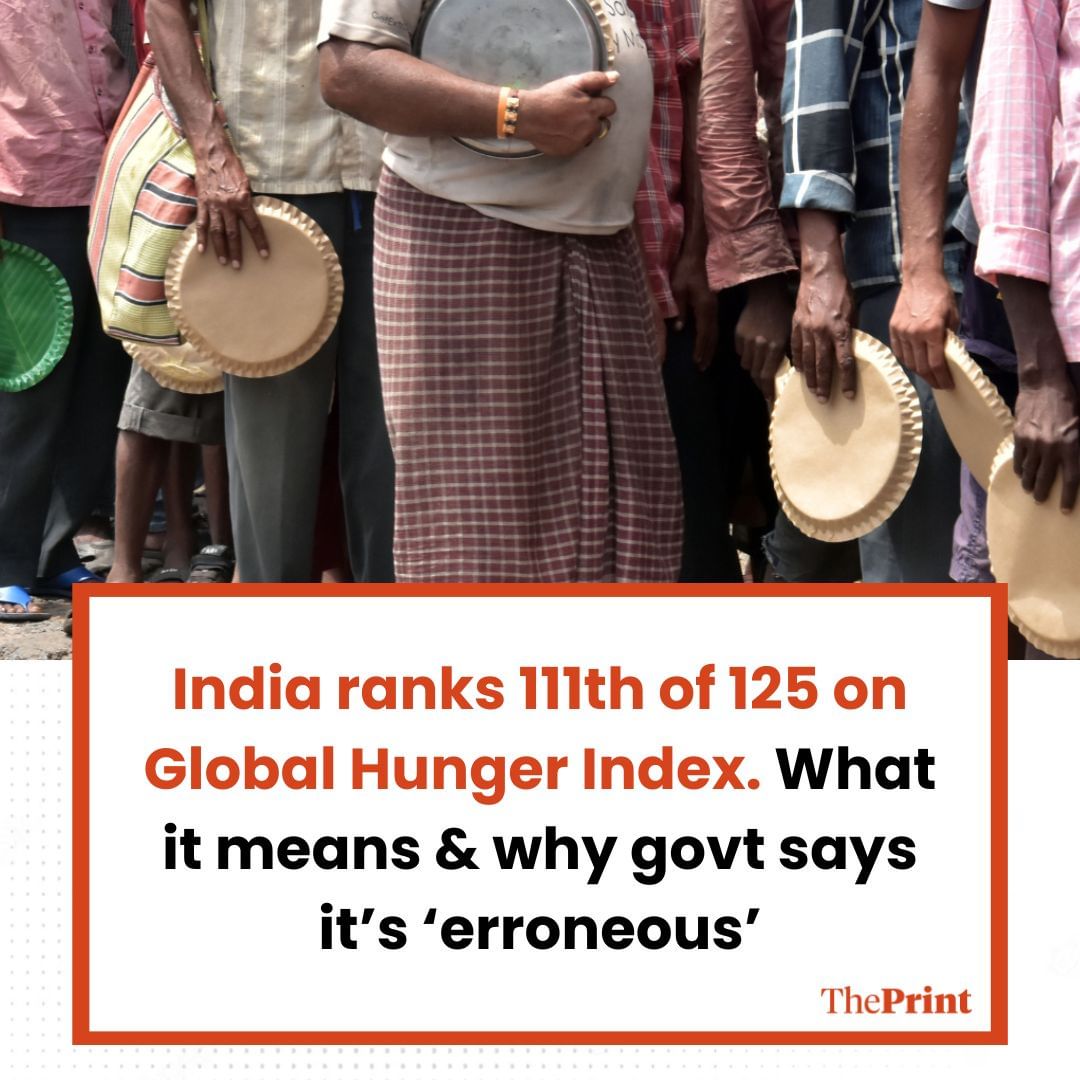 India ranks 111th of 125 on
Global Hunger Index. What
it means & why govt says
it’s ‘erroneous’
ThePrint